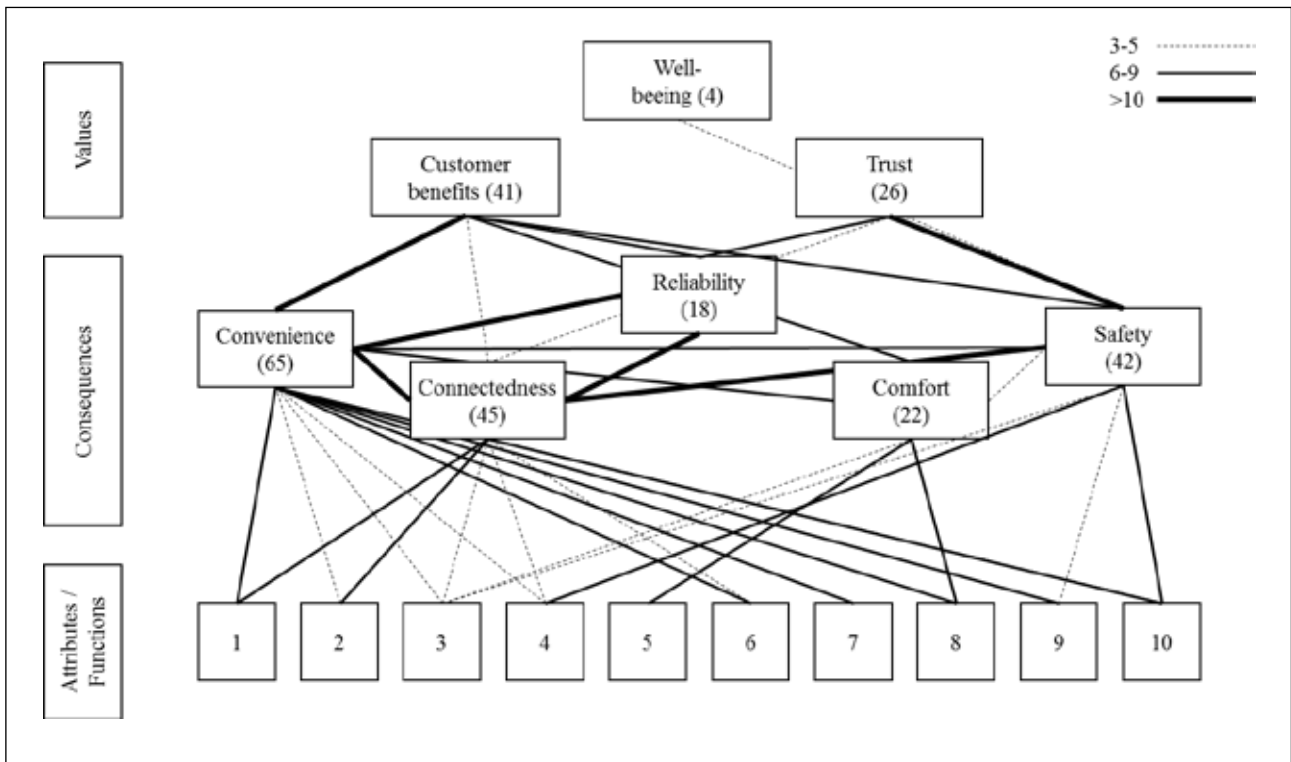 3-5
6-9
>10
Values
Well-
beeing (4)
Customer
benefits (41)
Trust
(26)
Consequences
Reliability
(18)
Convenience
(65)
Safety
(42)
Connectedness
(45)
Comfort
(22)
Attributes /
Functions
1
2
3
4
5
6
7
8
9
10